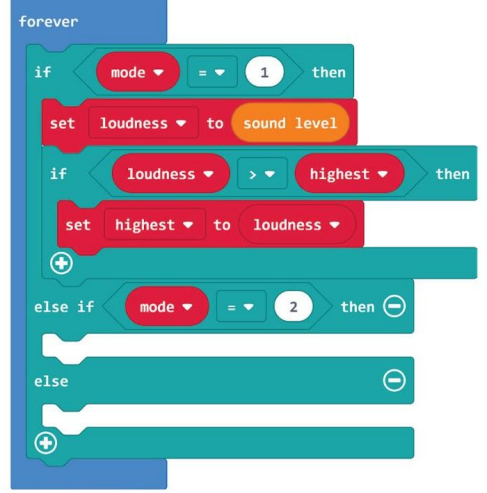 forever
if mode = 1 then
set loudness to sound level
if loudness > highest then
set highest to loudness
else if mode = 2 then
else